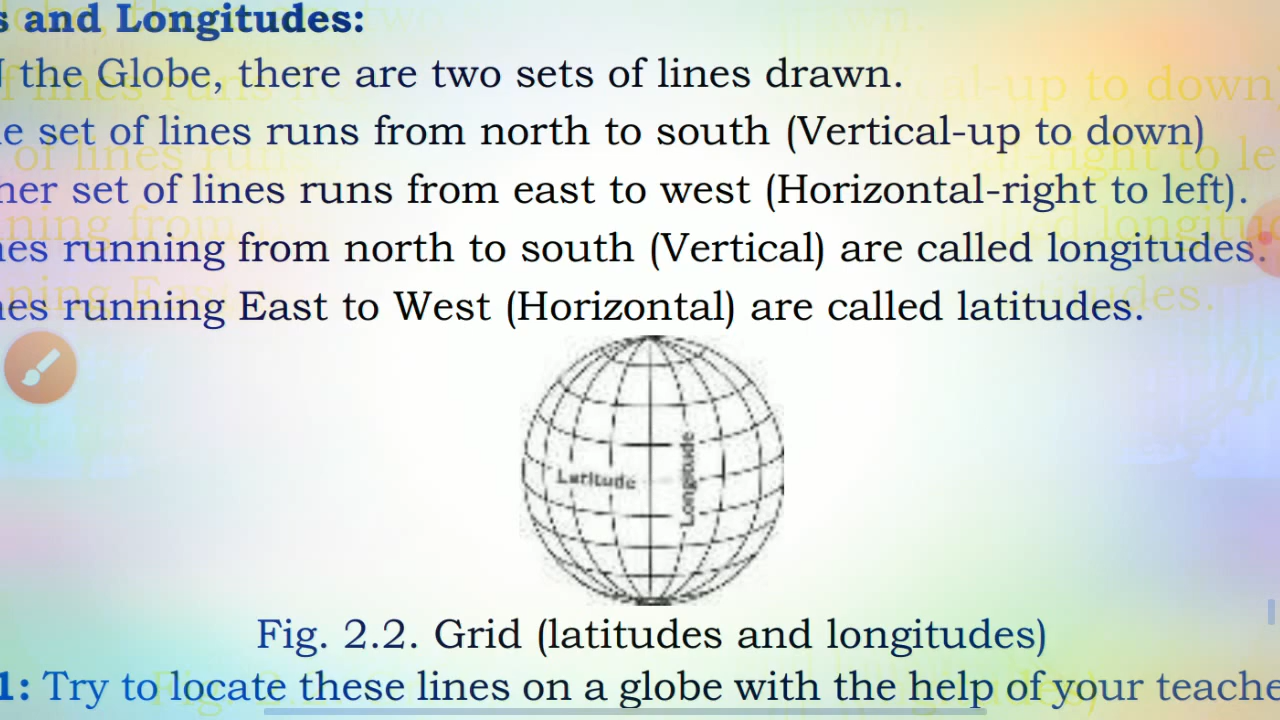 s and Longitudes:
the Globe, there are two sets of lines drawn.
e set of lines runs from north to south (Vertical-up to down)
her set of lines runs from east to west (Horizontal-right to left).
nes running from north to south (Vertical) are called longitudes.
nes running East to West (Horizontal) are called latitudes.
Latitude
Longitude
Fig. 2.2. Grid (latitudes and longitudes)
1: Try to locate these lines on a globe with the help of your teache